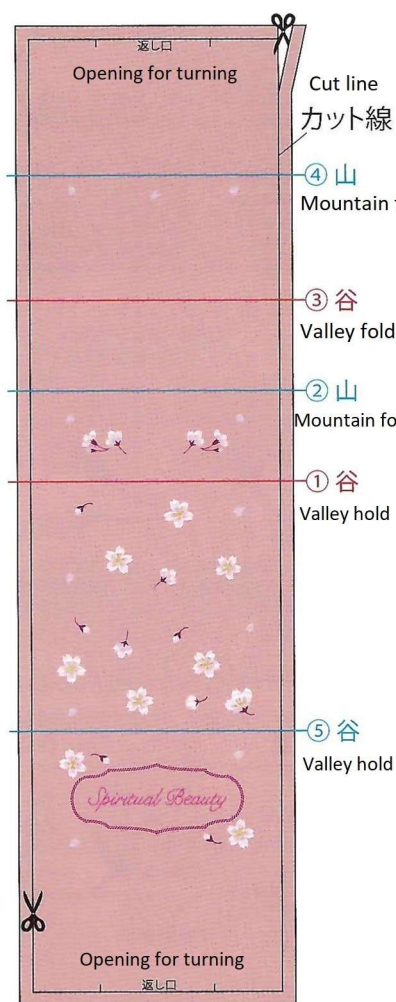 返し口
Opening for turning
Cut line
カット線
④ 山
Mountain
③ 谷
Valley fold
② 山
Mountain fo
① 谷
Valley hold
⑤ 谷
Valley hold
Spiritual Beauty
Opening for turning
返し口